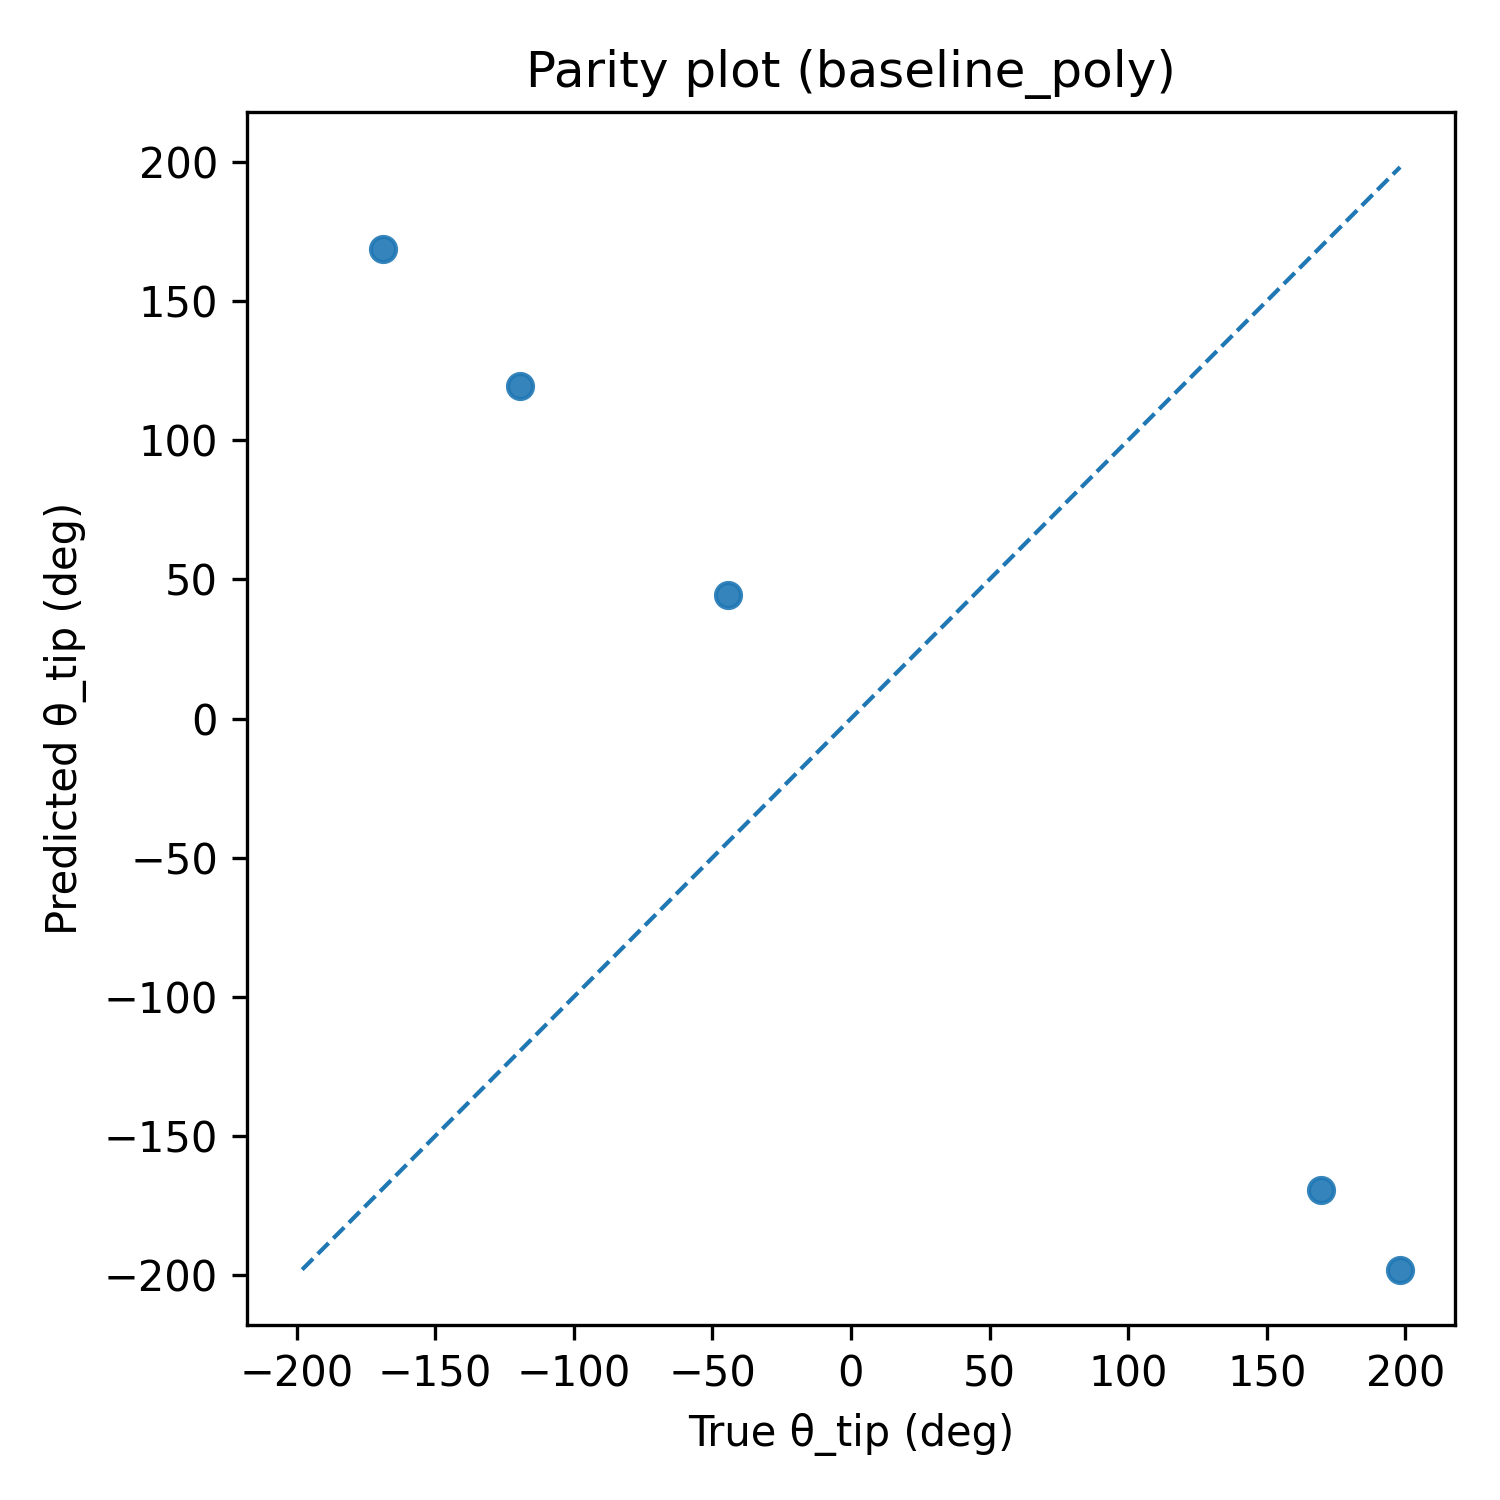 Parity plot (baseline_poly)
200
150
100
50
0
−50
−100
−150
−200
Predicted θ_tip (deg)
−200 −150 −100 −50 0 50 100 150 200
True θ_tip (deg)